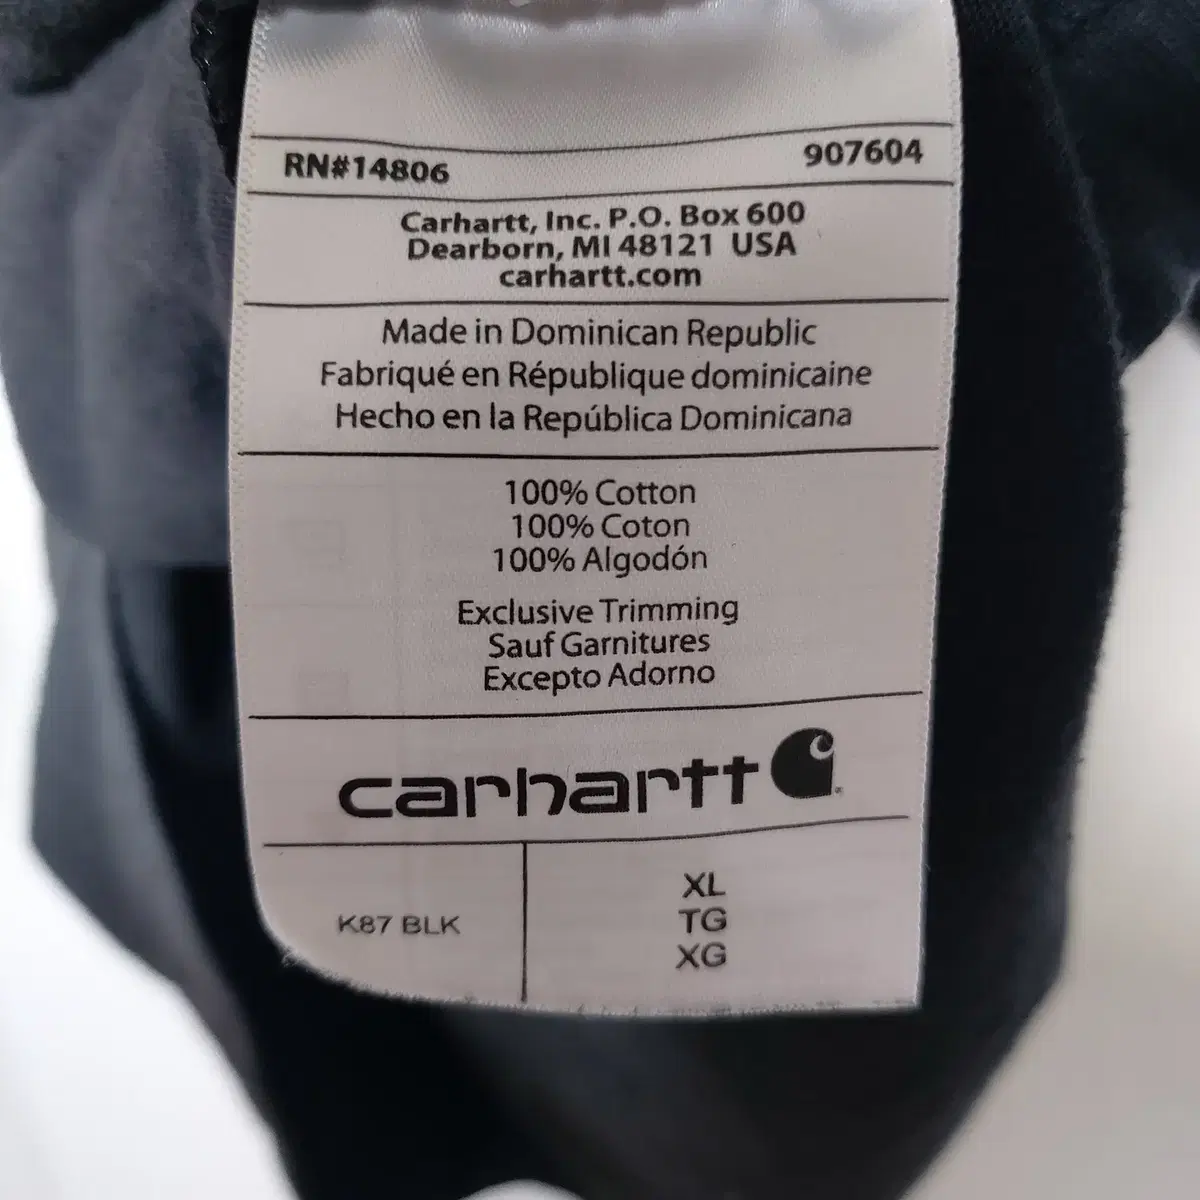 RN#14806 907604
Carhartt, Inc. P.O. Box 600
Dearborn, MI 48121 USA
carhartt.com
Made in Dominican Republic
Fabriqué en République dominicaine
Hecho en la República Dominicana
100% Cotton
100% Coton
100% Algodón
Exclusive Trimming
Sauf Garnitures
Excepto Adorno
carhartt
K87 BLK
XL
TG
XG